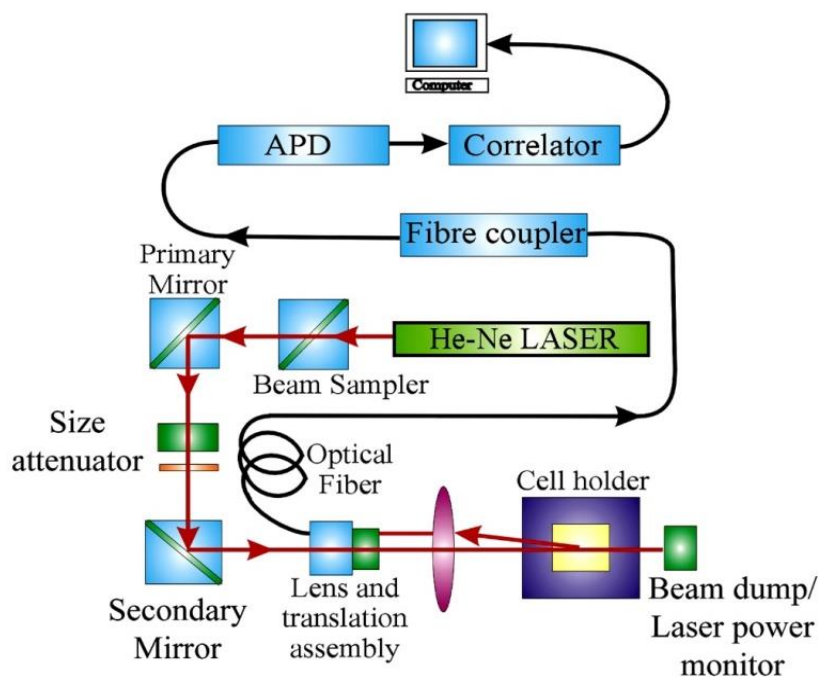 Computer
APD
Correlator
Fibre coupler
Primary
Mirror
He-Ne LASER
Beam Sampler
Size
attenuator
Optical
Fiber
Cell holder
Secondary
Mirror
Lens and
translation
assembly
Beam dump/
Laser power
monitor